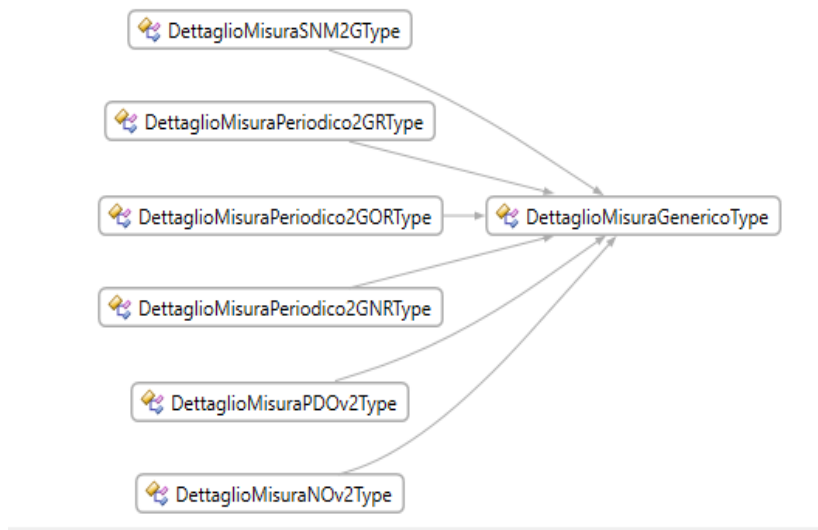 DettaglioMisuraSNM2GType
DettaglioMisuraPeriodico2GRType
DettaglioMisuraPeriodico2GORType
DettaglioMisuraGenericoType
DettaglioMisuraPeriodico2GNRType
DettaglioMisuraPDOv2Type
DettaglioMisuraNOv2Type